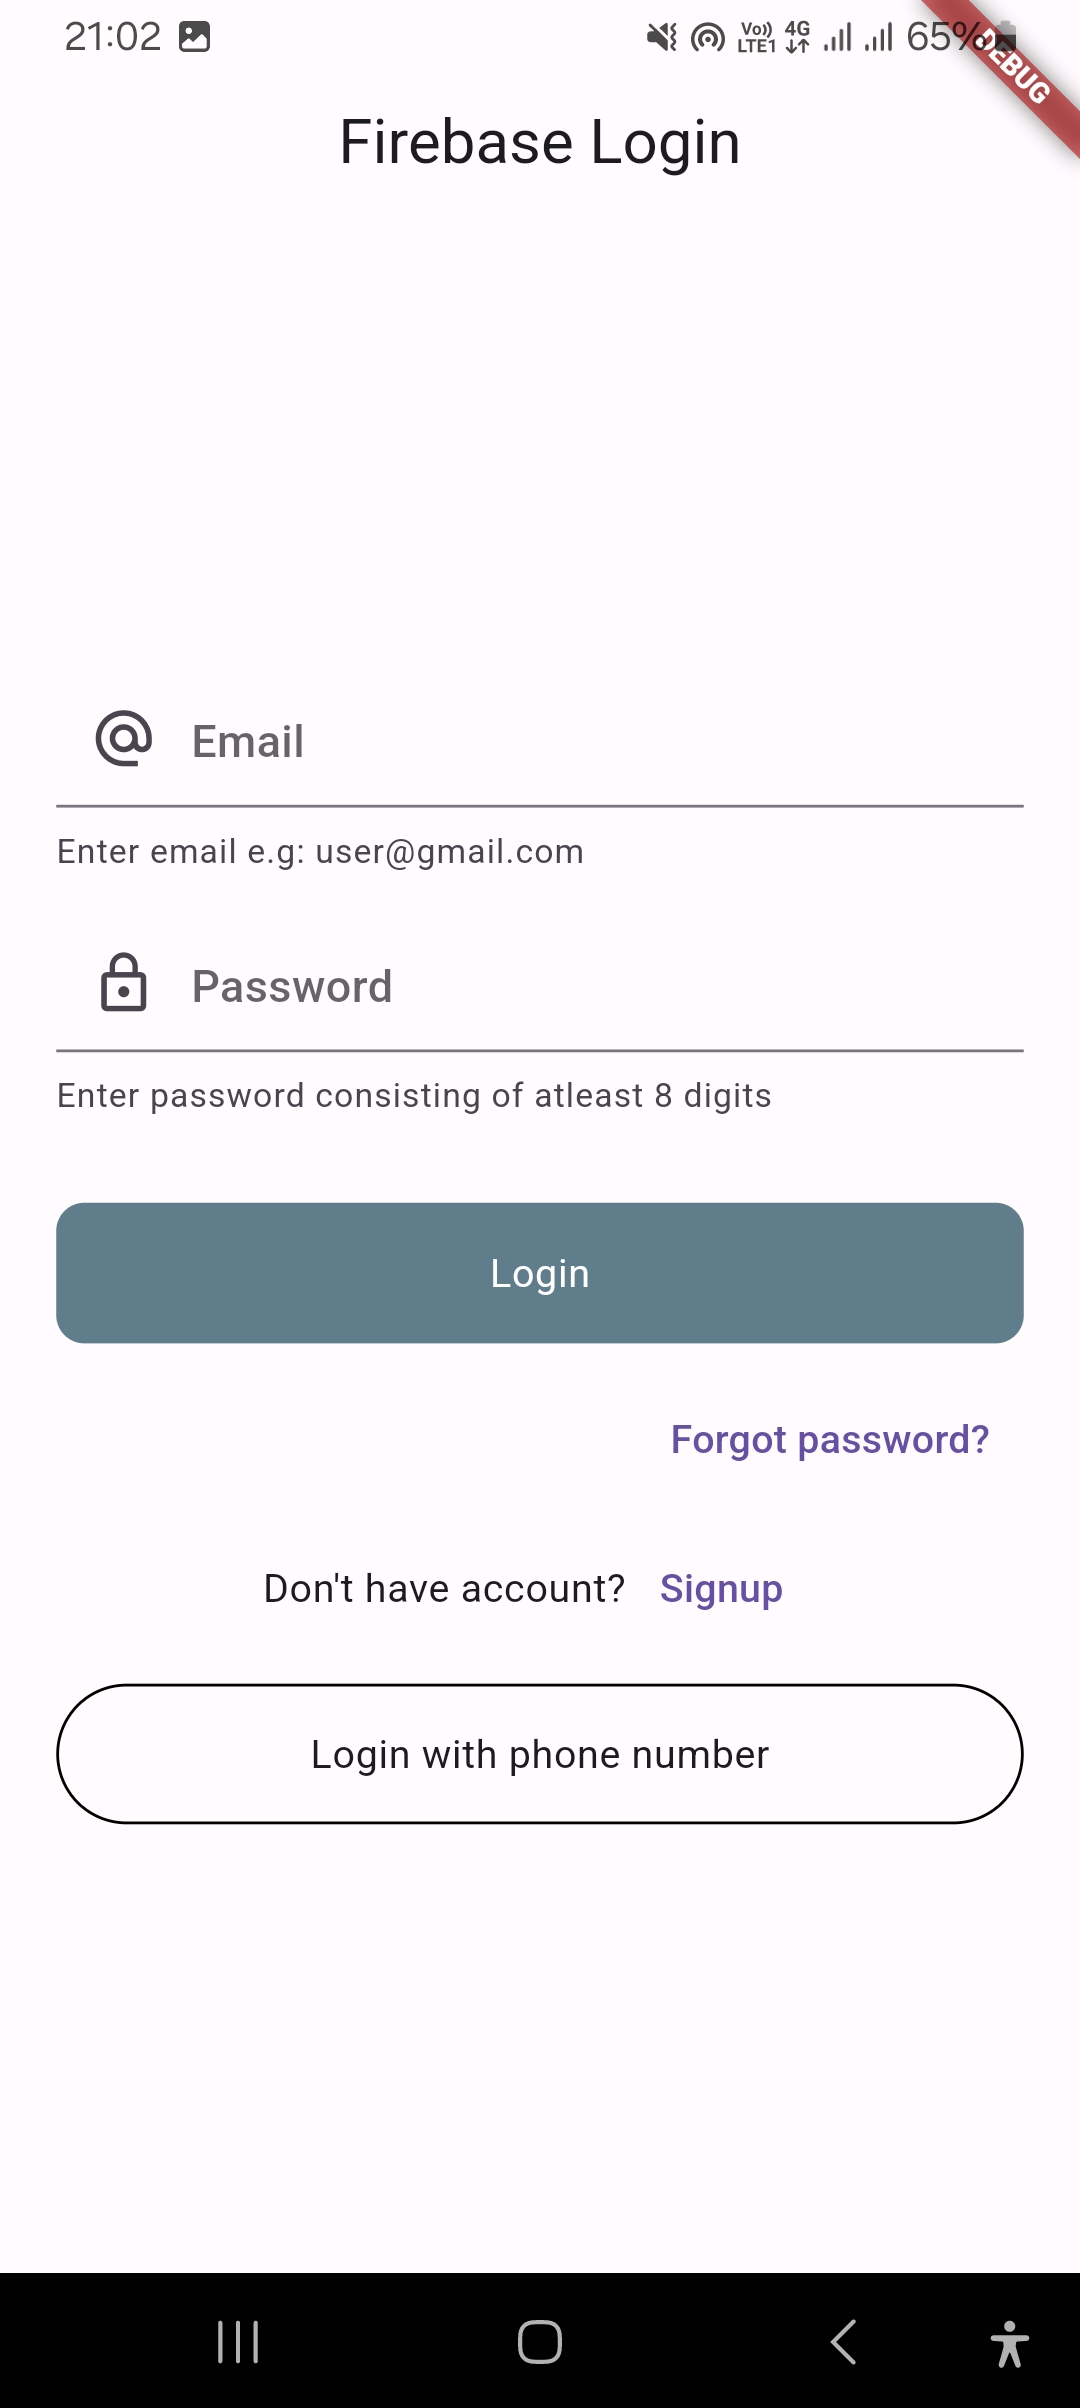 21:02 Vo)) LTE1 4G 65%
DEBUG
Firebase Login
Email
Enter email e.g: user@gmail.com
Password
Enter password consisting of atleast 8 digits
Login
Forgot password?
Don't have account? Signup
Login with phone number